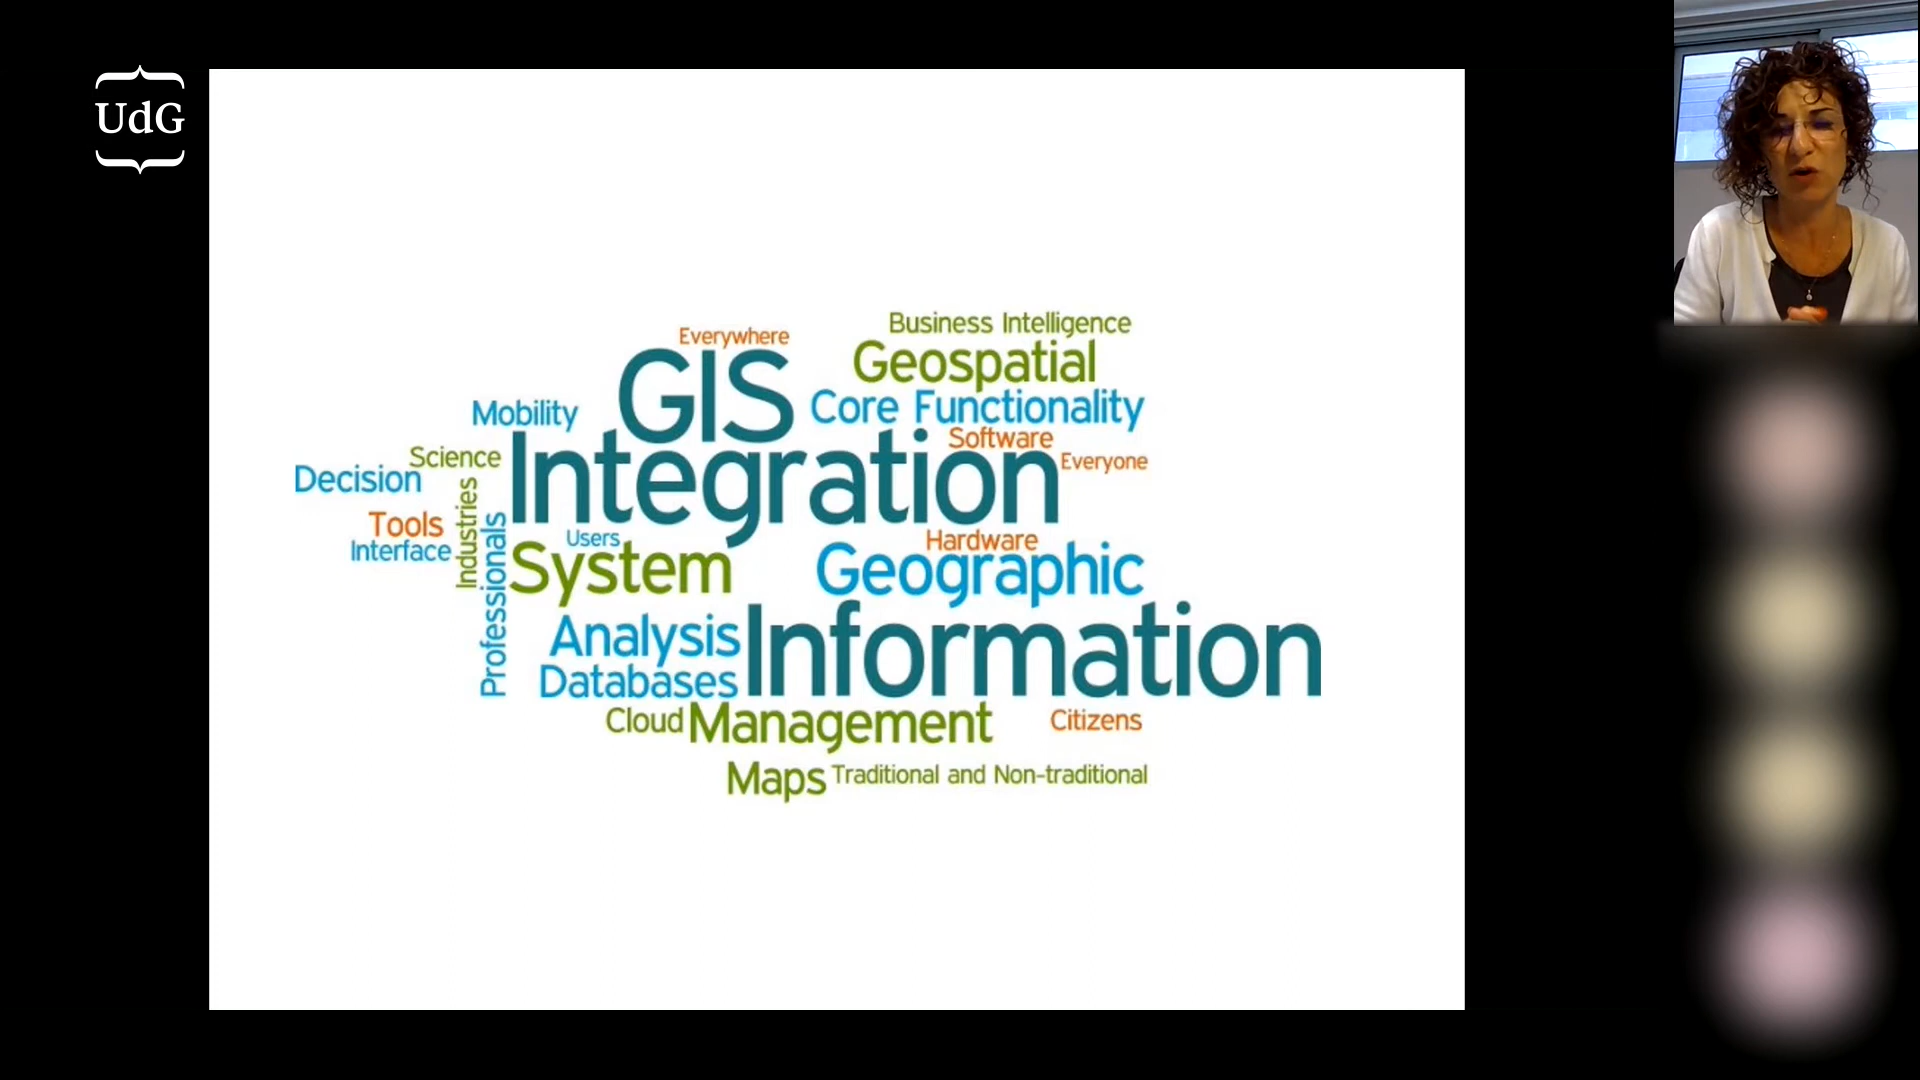 UdG
Everywhere
Business Intelligence
GIS
Geospatial
Mobility
Core Functionality
Software
Science
Integration
Everyone
Decision
Industries
Tools
Interface
Professionals
Users
Hardware
System
Geographic
Analysis
Information
Databases
Cloud
Management
Citizens
Maps
Traditional and Non-traditional